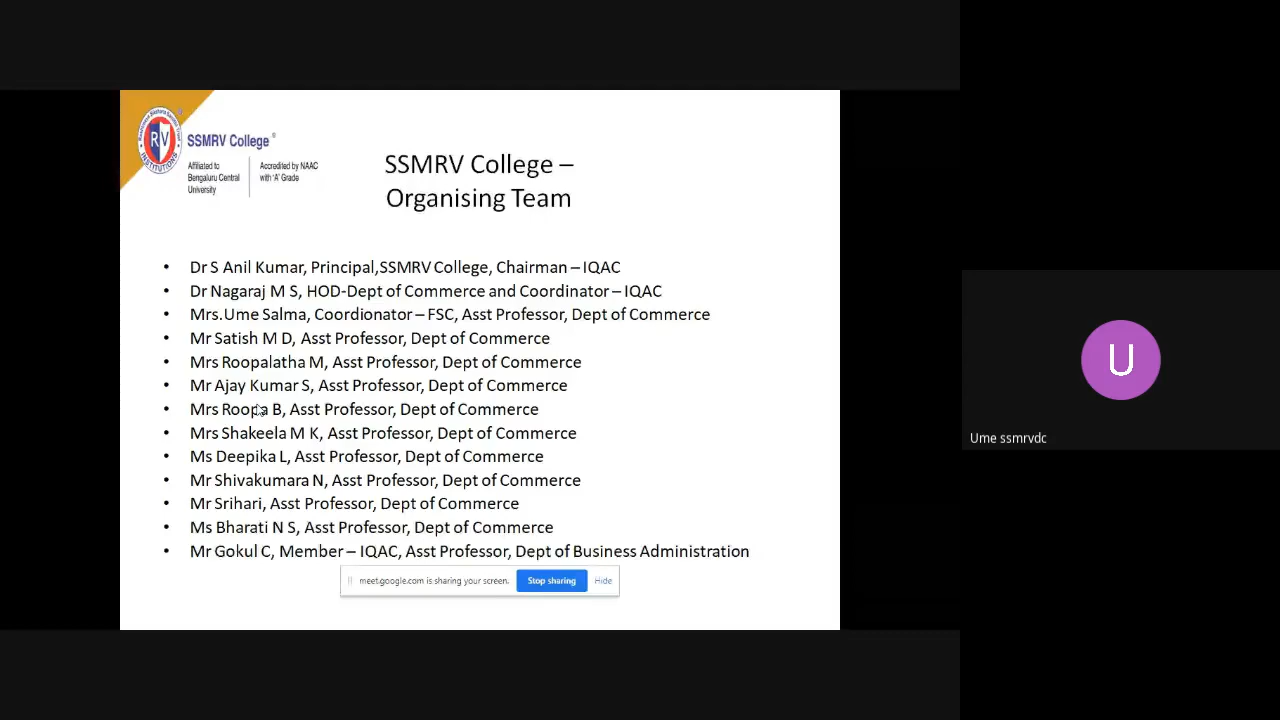 RV
INSTITUTIONS
SSMRV College ®
Affiliated to
Bengaluru Central
University
Accredited by NAAC
with 'A' Grade
SSMRV College –
Organising Team
• Dr S Anil Kumar, Principal,SSMRV College, Chairman – IQAC
• Dr Nagaraj M S, HOD-Dept of Commerce and Coordinator – IQAC
• Mrs.Ume Salma, Coordionator – FSC, Asst Professor, Dept of Commerce
• Mr Satish M D, Asst Professor, Dept of Commerce
• Mrs Roopalatha M, Asst Professor, Dept of Commerce
• Mr Ajay Kumar S, Asst Professor, Dept of Commerce
• Mrs Roopa B, Asst Professor, Dept of Commerce
• Mrs Shakeela M K, Asst Professor, Dept of Commerce
• Ms Deepika L, Asst Professor, Dept of Commerce
• Mr Shivakumara N, Asst Professor, Dept of Commerce
• Mr Srihari, Asst Professor, Dept of Commerce
• Ms Bharati N S, Asst Professor, Dept of Commerce
• Mr Gokul C, Member – IQAC, Asst Professor, Dept of Business Administration
meet.google.com is sharing your screen. Stop sharing Hide
U
Ume ssmrvdc